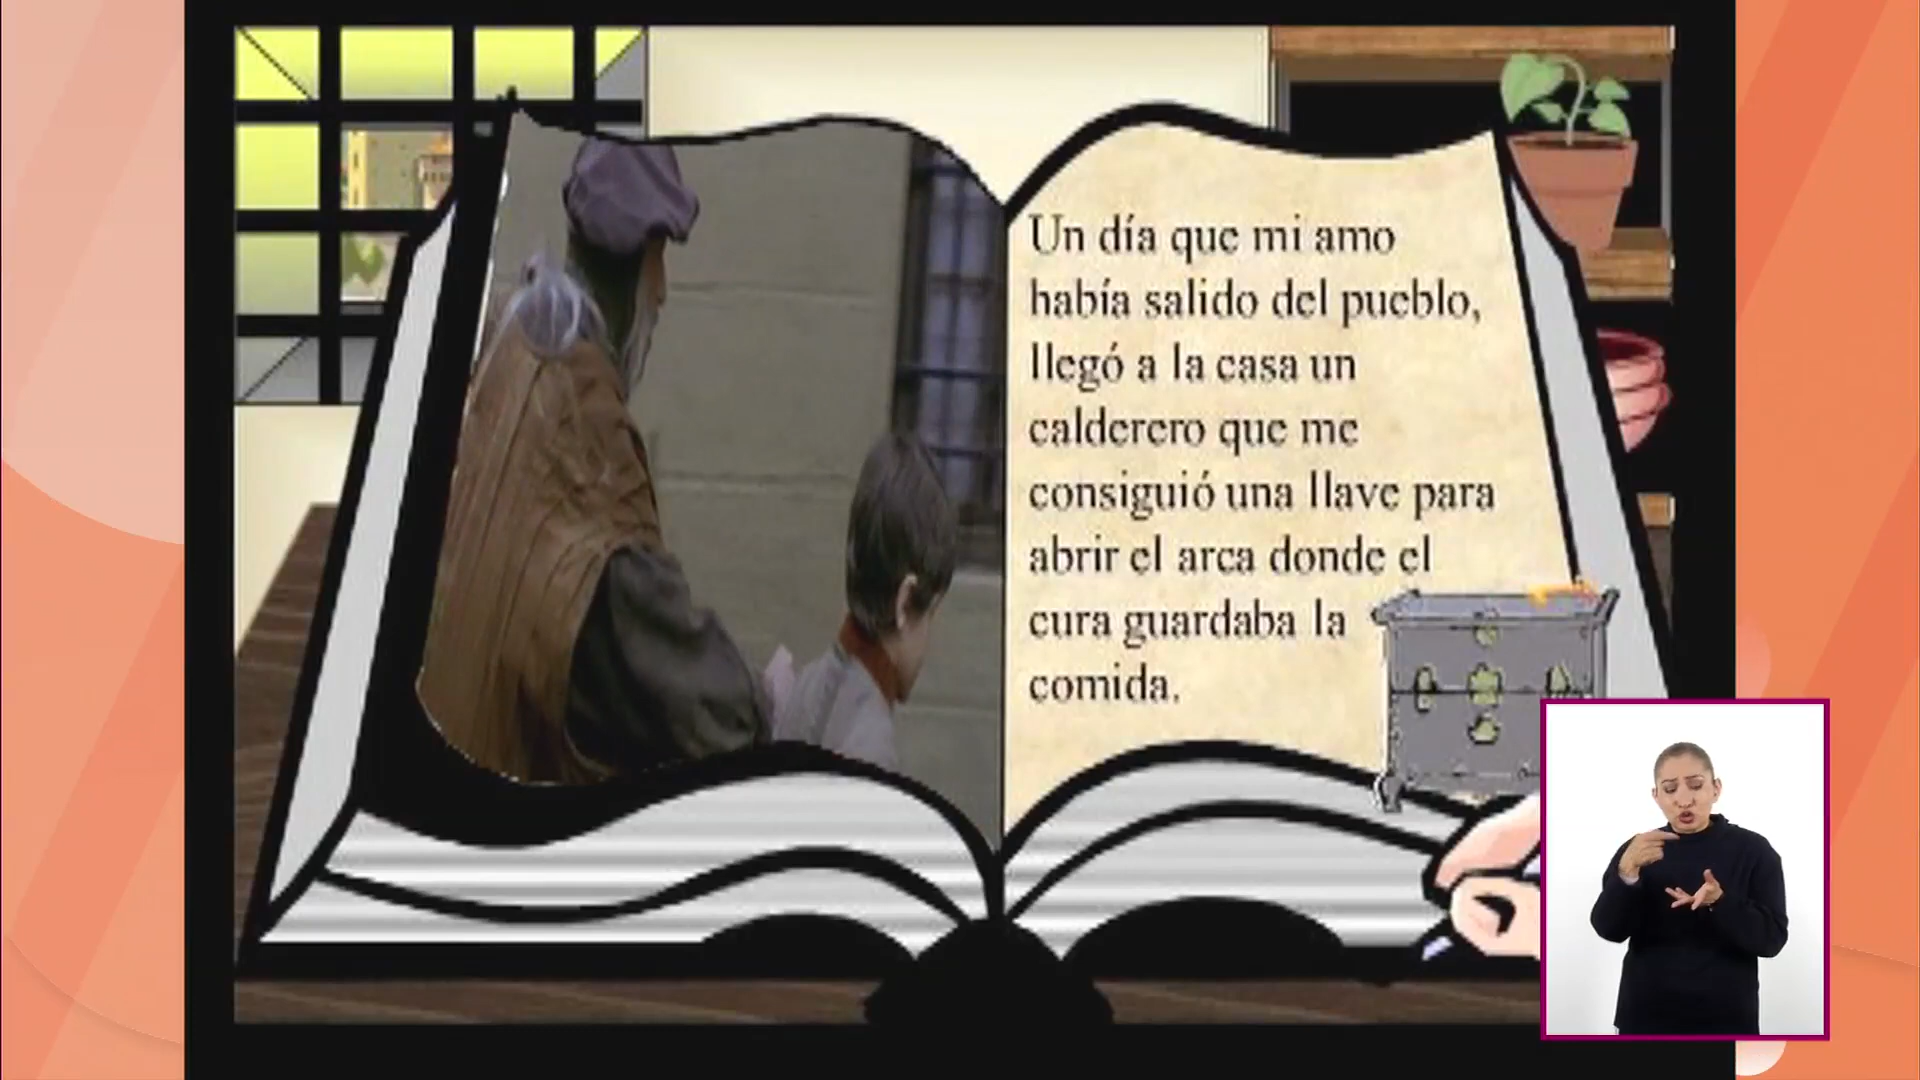 Un día que mi amo
había salido del pueblo,
llegó a la casa un
calderero que me
consiguió una llave para
abrir el arca donde el
cura guardaba la
comida.